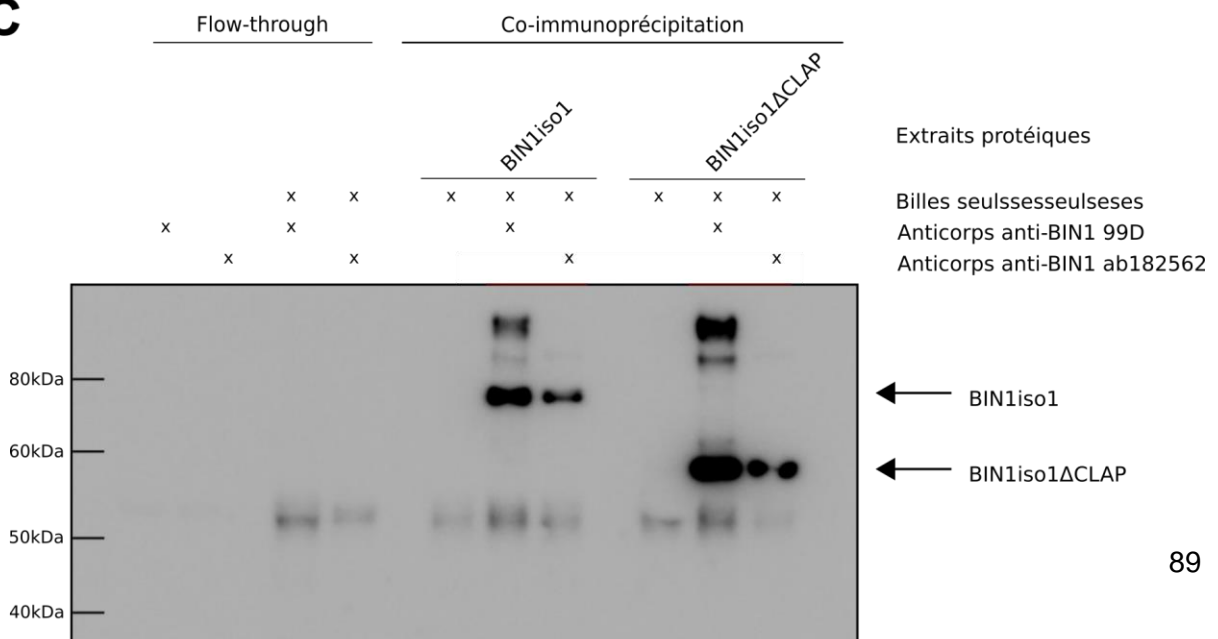 C
Flow-through
Co-immunoprécipitation
BIN1iso1
BIN1iso1ΔCLAP
Extraits protéiques
x x x x x x x x Billes seulssesseulseses
x x x x Anticorps anti-BIN1 99D
x x x x Anticorps anti-BIN1 ab182562
80kDa
BIN1iso1
60kDa
BIN1iso1ΔCLAP
50kDa
89
40kDa